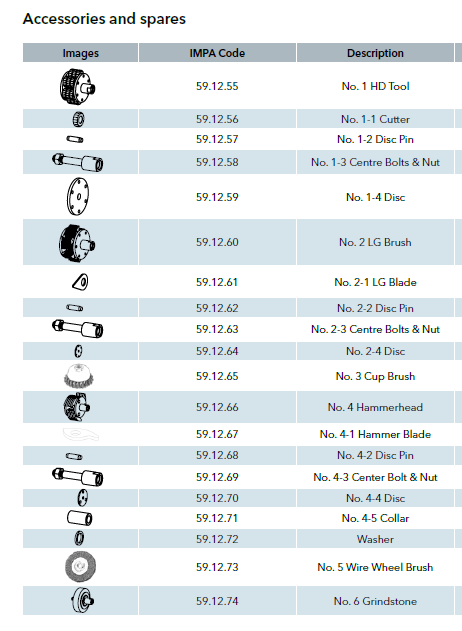 Accessories and spares
Images IMPA Code Description
59.12.55 No. 1 HD Tool
59.12.56 No. 1-1 Cutter
59.12.57 No. 1-2 Disc Pin
59.12.58 No. 1-3 Centre Bolts & Nut
59.12.59 No. 1-4 Disc
59.12.60 No. 2 LG Brush
59.12.61 No. 2-1 LG Blade
59.12.62 No. 2-2 Disc Pin
59.12.63 No. 2-3 Centre Bolts & Nut
59.12.64 No. 2-4 Disc
59.12.65 No. 3 Cup Brush
59.12.66 No. 4 Hammerhead
59.12.67 No. 4-1 Hammer Blade
59.12.68 No. 4-2 Disc Pin
59.12.69 No. 4-3 Center Bolt & Nut
59.12.70 No. 4-4 Disc
59.12.71 No. 4-5 Collar
59.12.72 Washer
59.12.73 No. 5 Wire Wheel Brush
59.12.74 No. 6 Grindstone